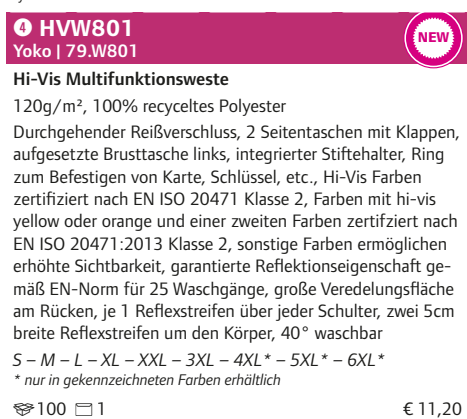 4 HVW801
NEW
Yoko | 79.W801
Hi-Vis Multifunktionsweste
120g/m², 100% recyceltes Polyester
Durchgehender Reißverschluss, 2 Seitentaschen mit Klappen,
aufgesetzte Brusttasche links, integrierter Stiftehalter, Ring
zum Befestigen von Karte, Schlüssel, etc., Hi-Vis Farben
zertifiziert nach EN ISO 20471 Klasse 2, Farben mit hi-vis
yellow oder orange und einer zweiten Farben zertifziert nach
EN ISO 20471:2013 Klasse 2, sonstige Farben ermöglichen
erhöhte Sichtbarkeit, garantierte Reflektionseigenschaft ge-
mäß EN-Norm für 25 Waschgänge, große Veredelungsfläche
am Rücken, je 1 Reflexstreifen über jeder Schulter, zwei 5cm
breite Reflexstreifen um den Körper, 40° waschbar
S – M – L – XL – XXL – 3XL – 4XL* – 5XL* – 6XL*
* nur in gekennzeichneten Farben erhältlich
100 1 € 11,20